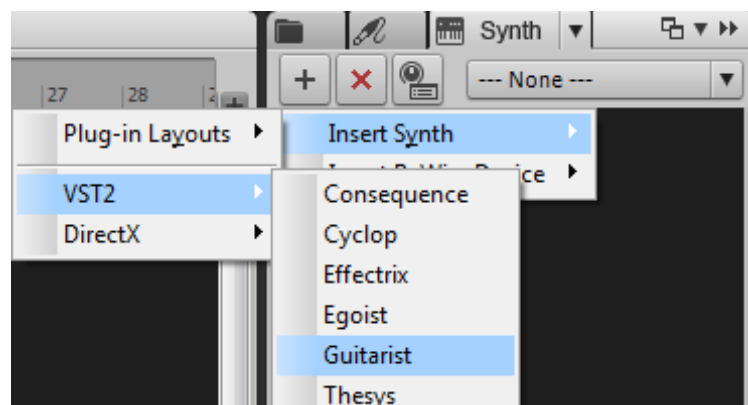 Synth
27 28
--- None ---
Plug-in Layouts
Insert Synth
VST2
DirectX
Consequence
Cyclop
Effectrix
Egoist
Guitarist
Thesys